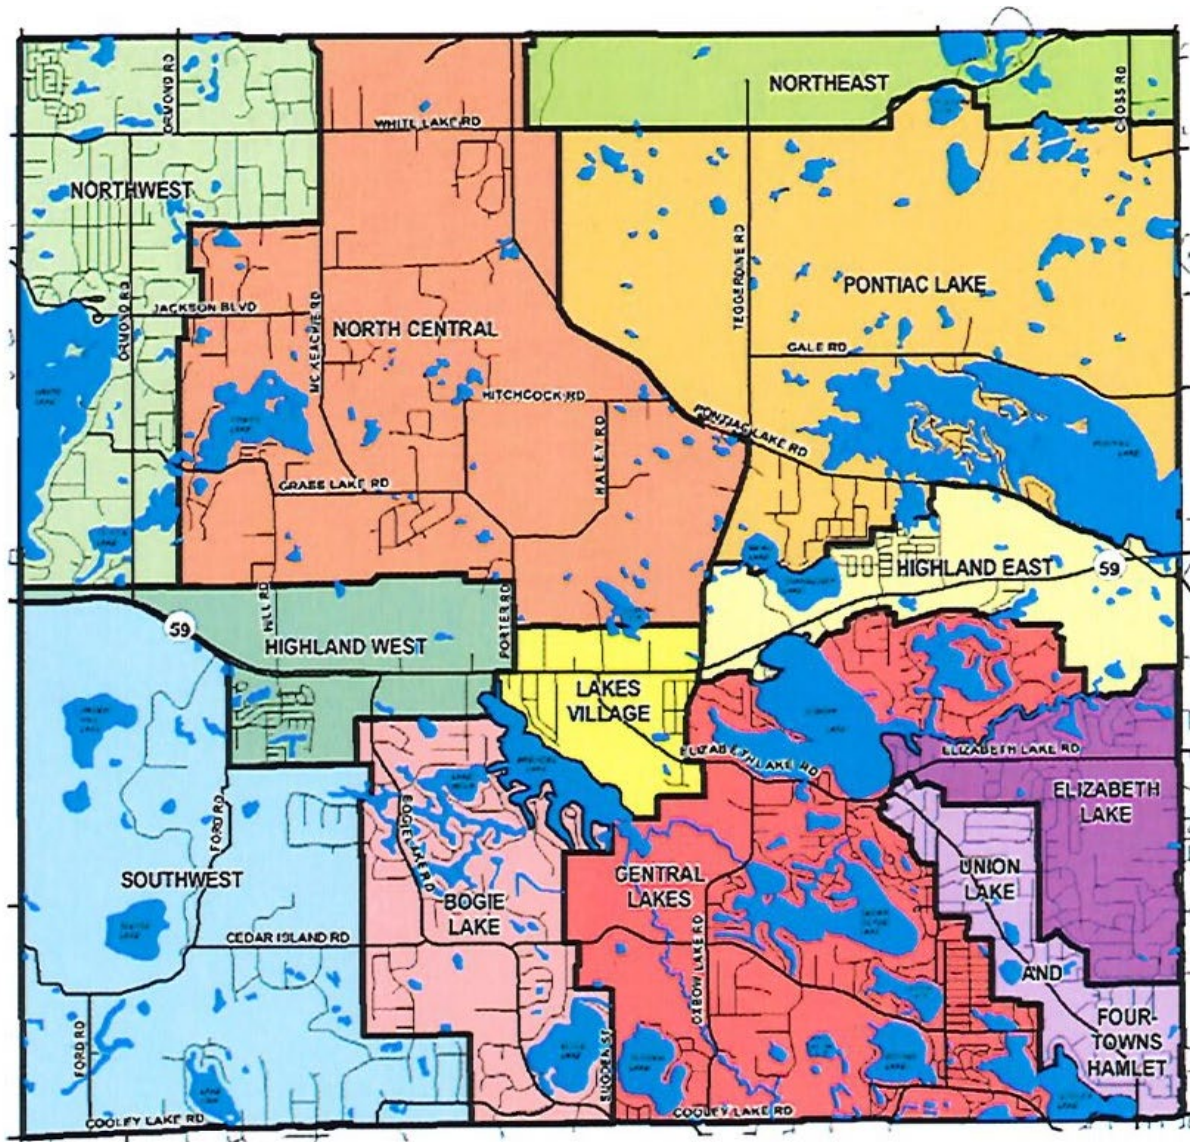 NORTHEAST
ORMOND RD
CROSS RD
WHITE LAKE RD
NORTHWEST
TEGGERDINE RD
PONTIAC LAKE
ORMOND RD
JACKSON BLVD
MC KEACHIE RD
NORTH CENTRAL
GALE RD
HITCHCOCK RD
PONTIAC LAKE RD
HALEY RD
GRASS LAKE RD
HIGHLAND EAST
59
HILL RD
PORTER RD
59
HIGHLAND WEST
LAKES
VILLAGE
ELIZABETH LAKE RD
ELIZABETH LAKE RD
ELIZABETH
LAKE
FORD RD
BOGIE LAKE RD
SOUTHWEST
BOGIE
LAKE
CENTRAL
LAKES
UNION
LAKE
CEDAR ISLAND RD
OXBOW LAKE RD
AND
FOUR-
TOWNS
HAMLET
FORD RD
SUGDEN ST
COOLEY LAKE RD
COOLEY LAKE RD